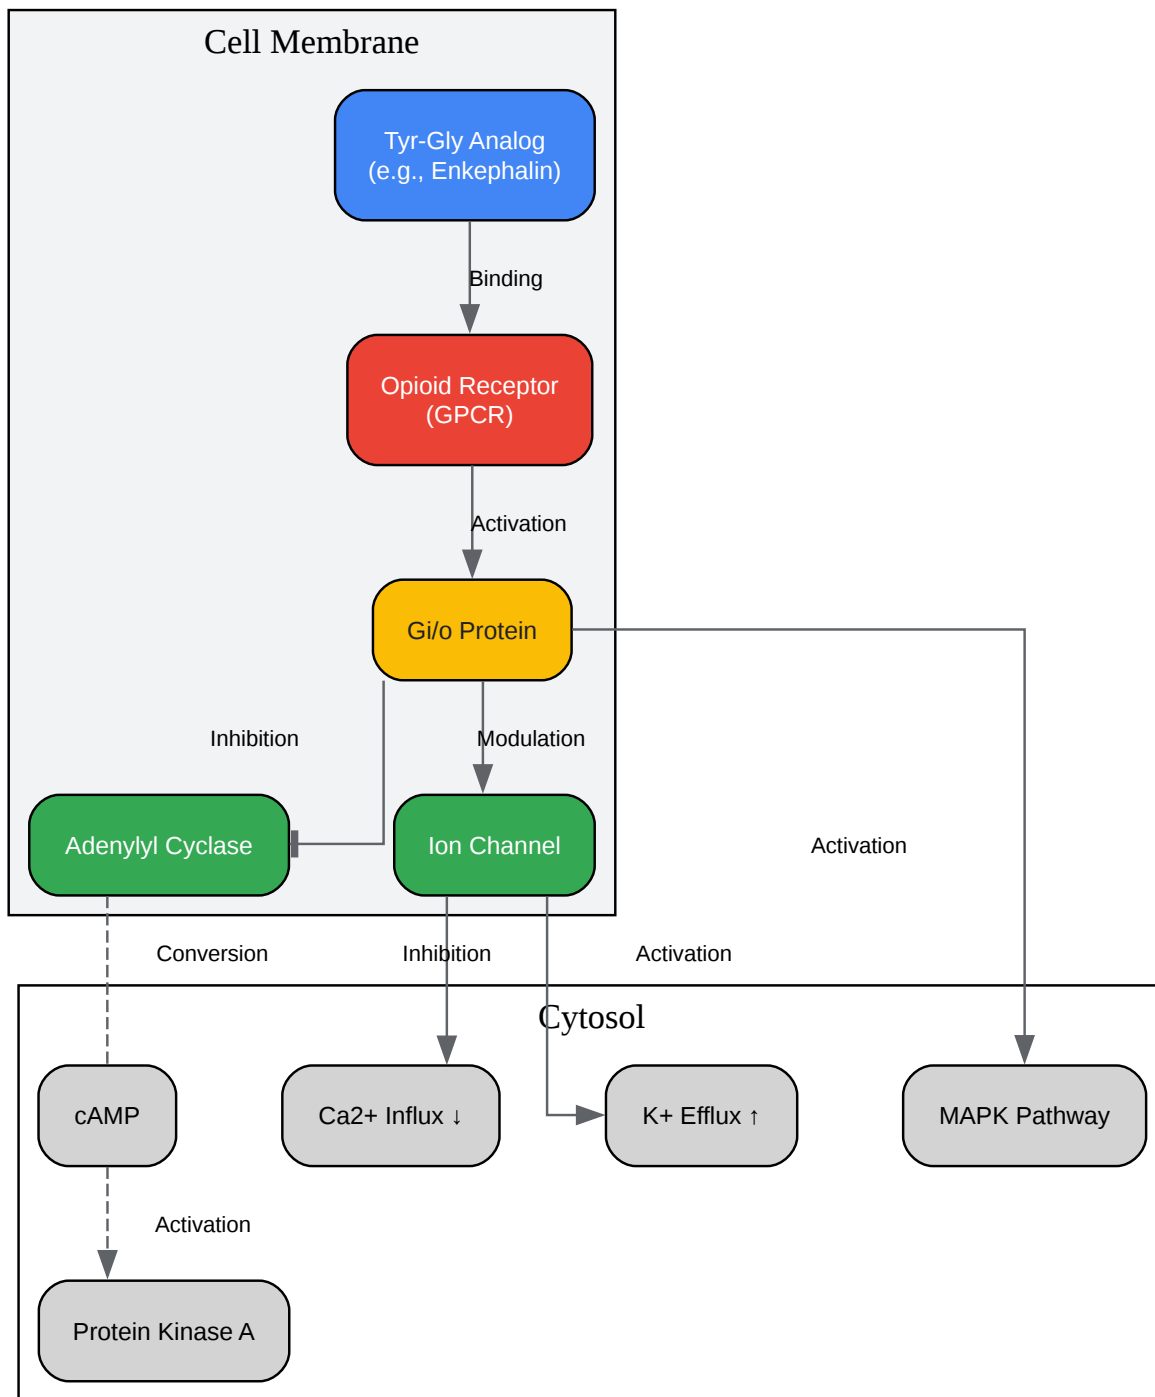 Cell Membrane
Tyr-Gly Analog
(e.g., Enkephalin)
Binding
Opioid Receptor
(GPCR)
Activation
Gi/o Protein
Inhibition
Modulation
Adenylyl Cyclase
Ion Channel
Activation
Conversion
Inhibition
Activation
Cytosol
cAMP
Ca2+ Influx ↓
K+ Efflux ↑
MAPK Pathway
Activation
Protein Kinase A